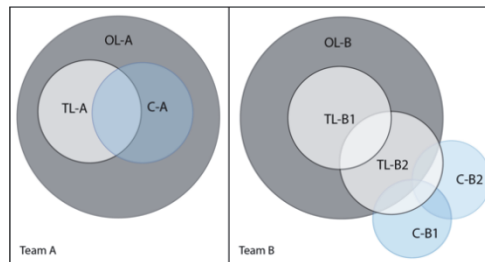 OL-A
TL-A
C-A
Team A
OL-B
TL-B1
TL-B2
C-B2
C-B1
Team B